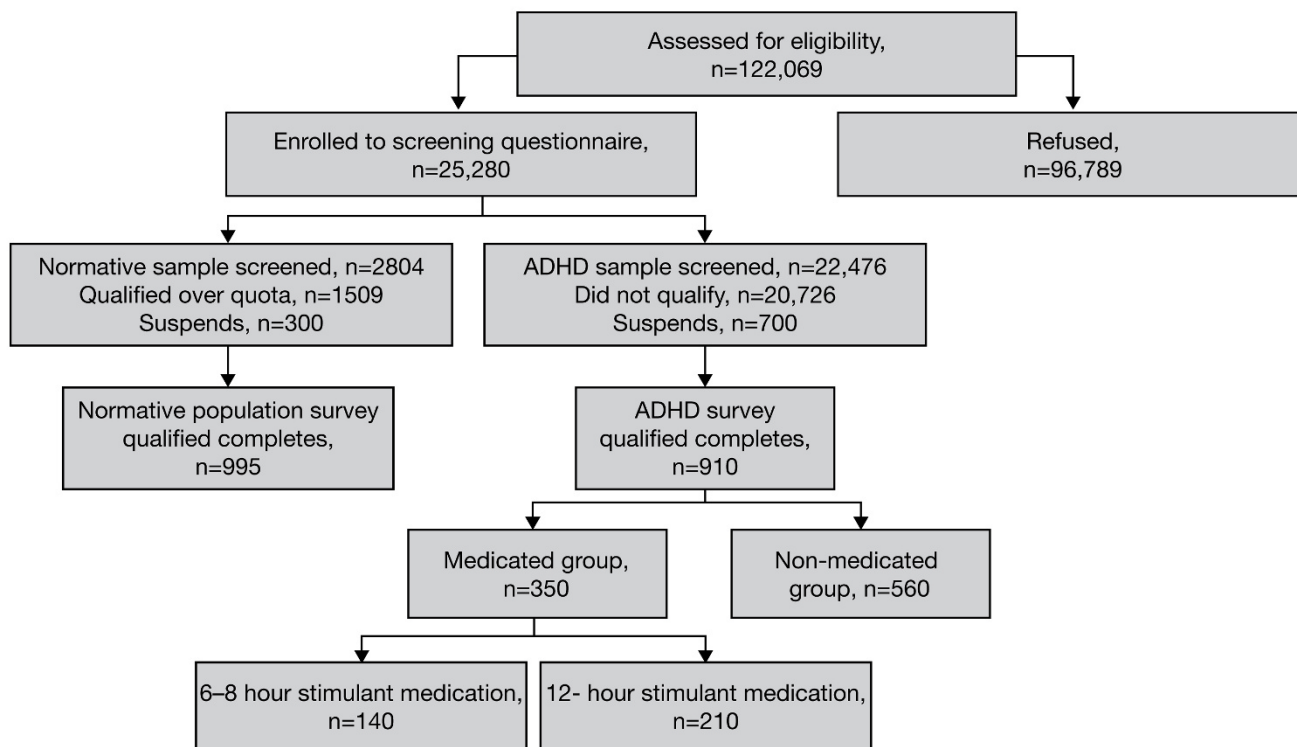 Assessed for eligibility,
n=122,069
Enrolled to screening questionnaire,
n=25,280
Refused,
n=96,789
Normative sample screened, n=2804
Qualified over quota, n=1509
Suspends, n=300
ADHD sample screened, n=22,476
Did not qualify, n=20,726
Suspends, n=700
Normative population survey
qualified completes,
n=995
ADHD survey
qualified completes,
n=910
Medicated group,
n=350
Non-medicated
group, n=560
6–8 hour stimulant medication,
n=140
12- hour stimulant medication,
n=210